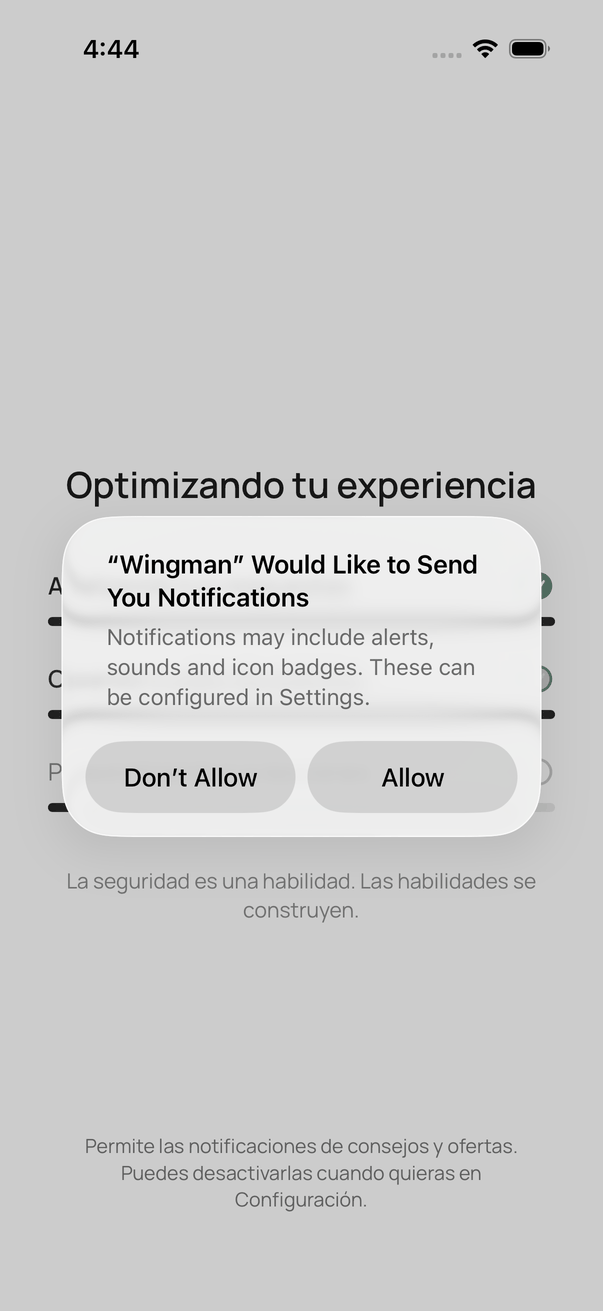 4:44
Optimizando tu experiencia
“Wingman” Would Like to Send
You Notifications
Notifications may include alerts,
sounds and icon badges. These can
be configured in Settings.
Don’t Allow
Allow
La seguridad es una habilidad. Las habilidades se
construyen.
Permite las notificaciones de consejos y ofertas.
Puedes desactivarlas cuando quieras en
Configuración.